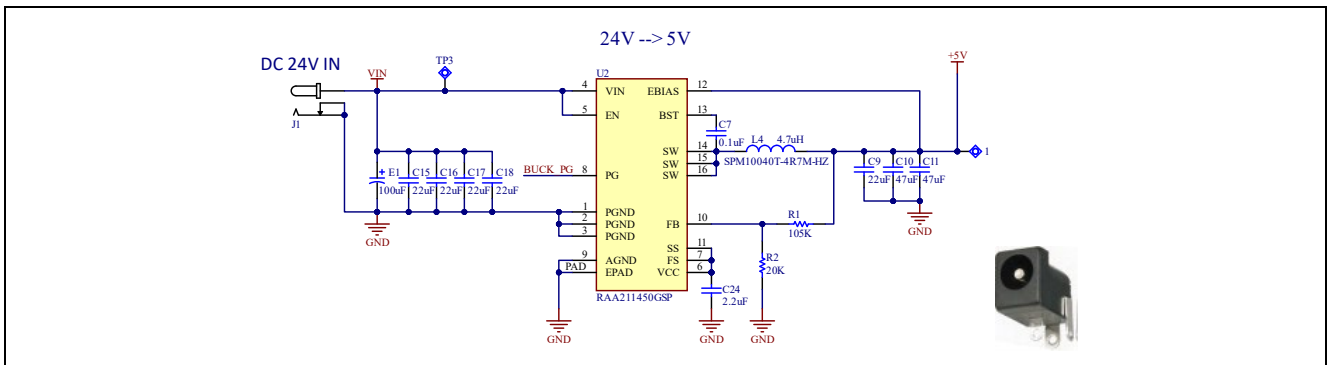 24V --> 5V
DC 24V IN
J1
VIN
TP3
U2
4 VIN
5 EN
BUCK_PG 8 PG
1 PGND
2 PGND
3 PGND
9 AGND
PAD EPAD
EBIAS 12
BST 13
SW 14
SW 15
SW 16
FB 10
SS 11
FS 7
VCC 6
RAA211450GSP
E1
100uF
C15
22uF
C16
22uF
C17
22uF
C18
22uF
GND
GND
C7
0.1uF
L4 4.7uH
SPM10040T-4R7M-HZ
R1
105K
R2
20K
C24
2.2uF
GND
GND
+5V
1
C9
22uF
C10
47uF
C11
47uF
GND